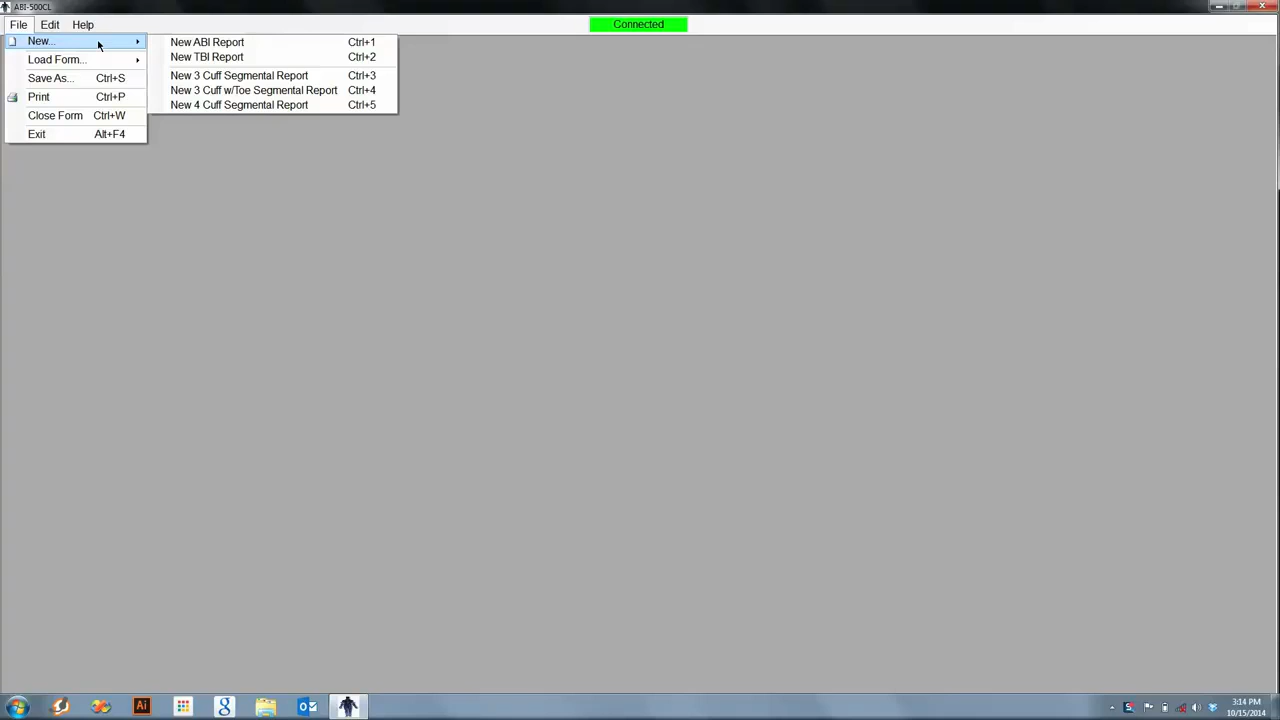 ABI-500CL
File Edit Help
Connected
New...
Load Form...
Save As... Ctrl+S
Print Ctrl+P
Close Form Ctrl+W
Exit Alt+F4
New ABI Report Ctrl+1
New TBI Report Ctrl+2
New 3 Cuff Segmental Report Ctrl+3
New 3 Cuff w/Toe Segmental Report Ctrl+4
New 4 Cuff Segmental Report Ctrl+5
Ai
g
3:14 PM
10/15/2014